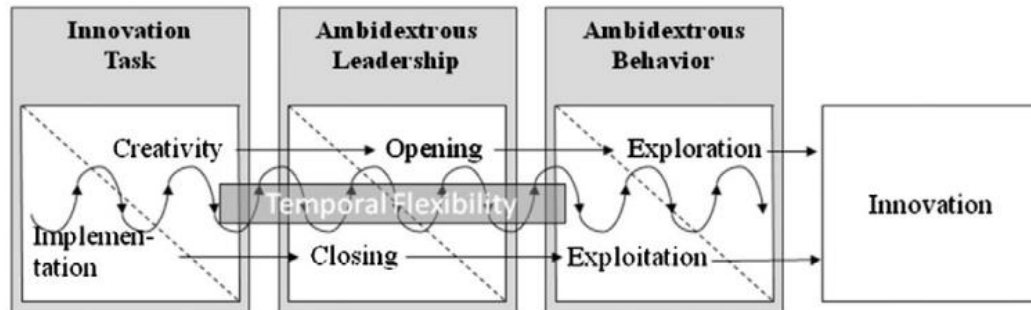 Innovation
Task
Ambidextrous
Leadership
Ambidextrous
Behavior
Creativity
Opening
Exploration
Temporal Flexibility
Innovation
Implemen-
tation
Closing
Exploitation